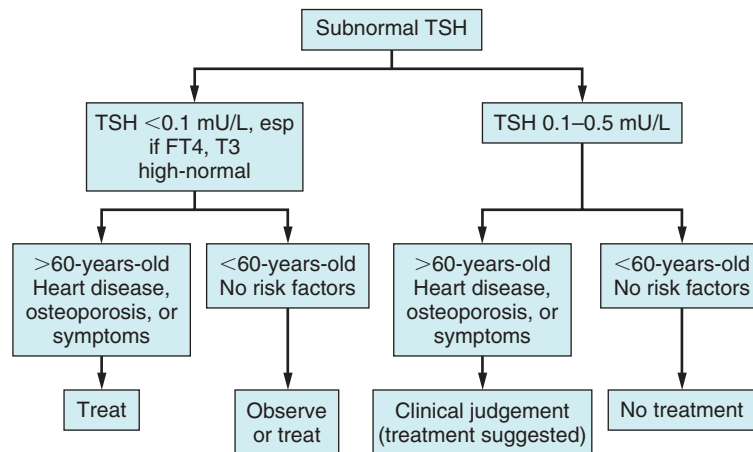 Subnormal TSH
TSH <0.1 mU/L, esp
if FT4, T3
high-normal
TSH 0.1–0.5 mU/L
>60-years-old
Heart disease,
osteoporosis, or
symptoms
<60-years-old
No risk factors
>60-years-old
Heart disease,
osteoporosis, or
symptoms
<60-years-old
No risk factors
Treat
Observe
or treat
Clinical judgement
(treatment suggested)
No treatment